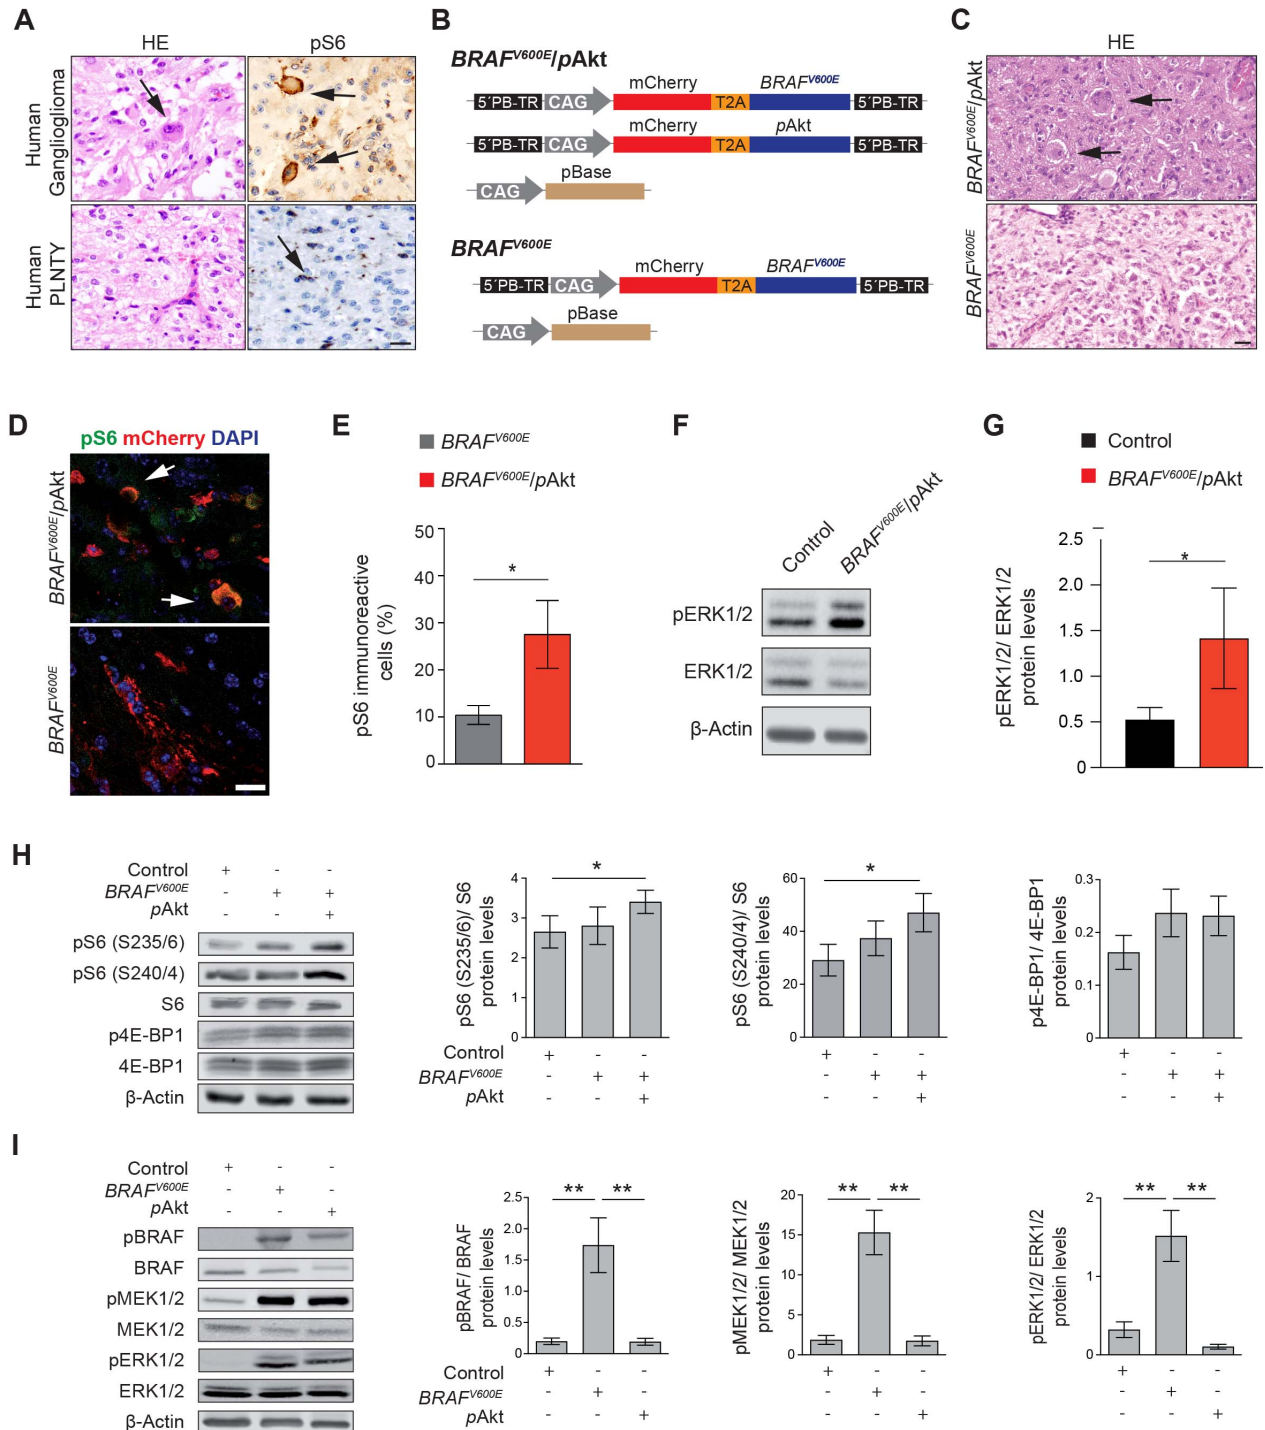 A
HE
pS6
Human
Ganglioglioma
Human
PLNTY
B
BRAFV600E/pAkt
mCherry
BRAFV600E
5´PB-TR
CAG
T2A
5´PB-TR
mCherry
pAkt
5´PB-TR
CAG
T2A
5´PB-TR
pBase
CAG
BRAFV600E
mCherry
BRAFV600E
5´PB-TR
CAG
T2A
5´PB-TR
pBase
CAG
C
HE
BRAFV600E/pAkt
BRAFV600E
D
pS6 mCherry DAPI
BRAFV600E/pAkt
BRAFV600E
E
BRAFV600E
BRAFV600E/pAkt
pS6 immunoreactive
cells (%)
50
40
30
20
10
0
*
F
Control
BRAFV600E/pAkt
pERK1/2
ERK1/2
β-Actin
G
Control
BRAFV600E/pAkt
pERK1/2/ ERK1/2
protein levels
2.5
2.0
1.5
1.0
0.5
0
*
H
Control + - -
BRAFV600E - + +
pAkt - - +
pS6 (S235/6)
pS6 (S240/4)
S6
p4E-BP1
4E-BP1
β-Actin
pS6 (S235/6)/ S6
protein levels
4
3
2
1
0
*
Control + - -
BRAFV600E - + +
pAkt - - +
pS6 (S240/4)/ S6
protein levels
60
40
20
0
*
+ - -
- + +
- - +
p4E-BP1/ 4E-BP1
protein levels
0.3
0.2
0.1
0
+ - -
- + +
- - +
I
Control + - -
BRAFV600E - + -
pAkt - - +
pBRAF
BRAF
pMEK1/2
MEK1/2
pERK1/2
ERK1/2
β-Actin
pBRAF/ BRAF
protein levels
2.5
2.0
1.5
1.0
0.5
0
** **
Control + - -
BRAFV600E - + -
pAkt - - +
pMEK1/2/ MEK1/2
protein levels
20
15
10
5
0
** **
+ - -
- + -
- - +
pERK1/2/ ERK1/2
protein levels
2
1
0
** **
+ - -
- + -
- - +